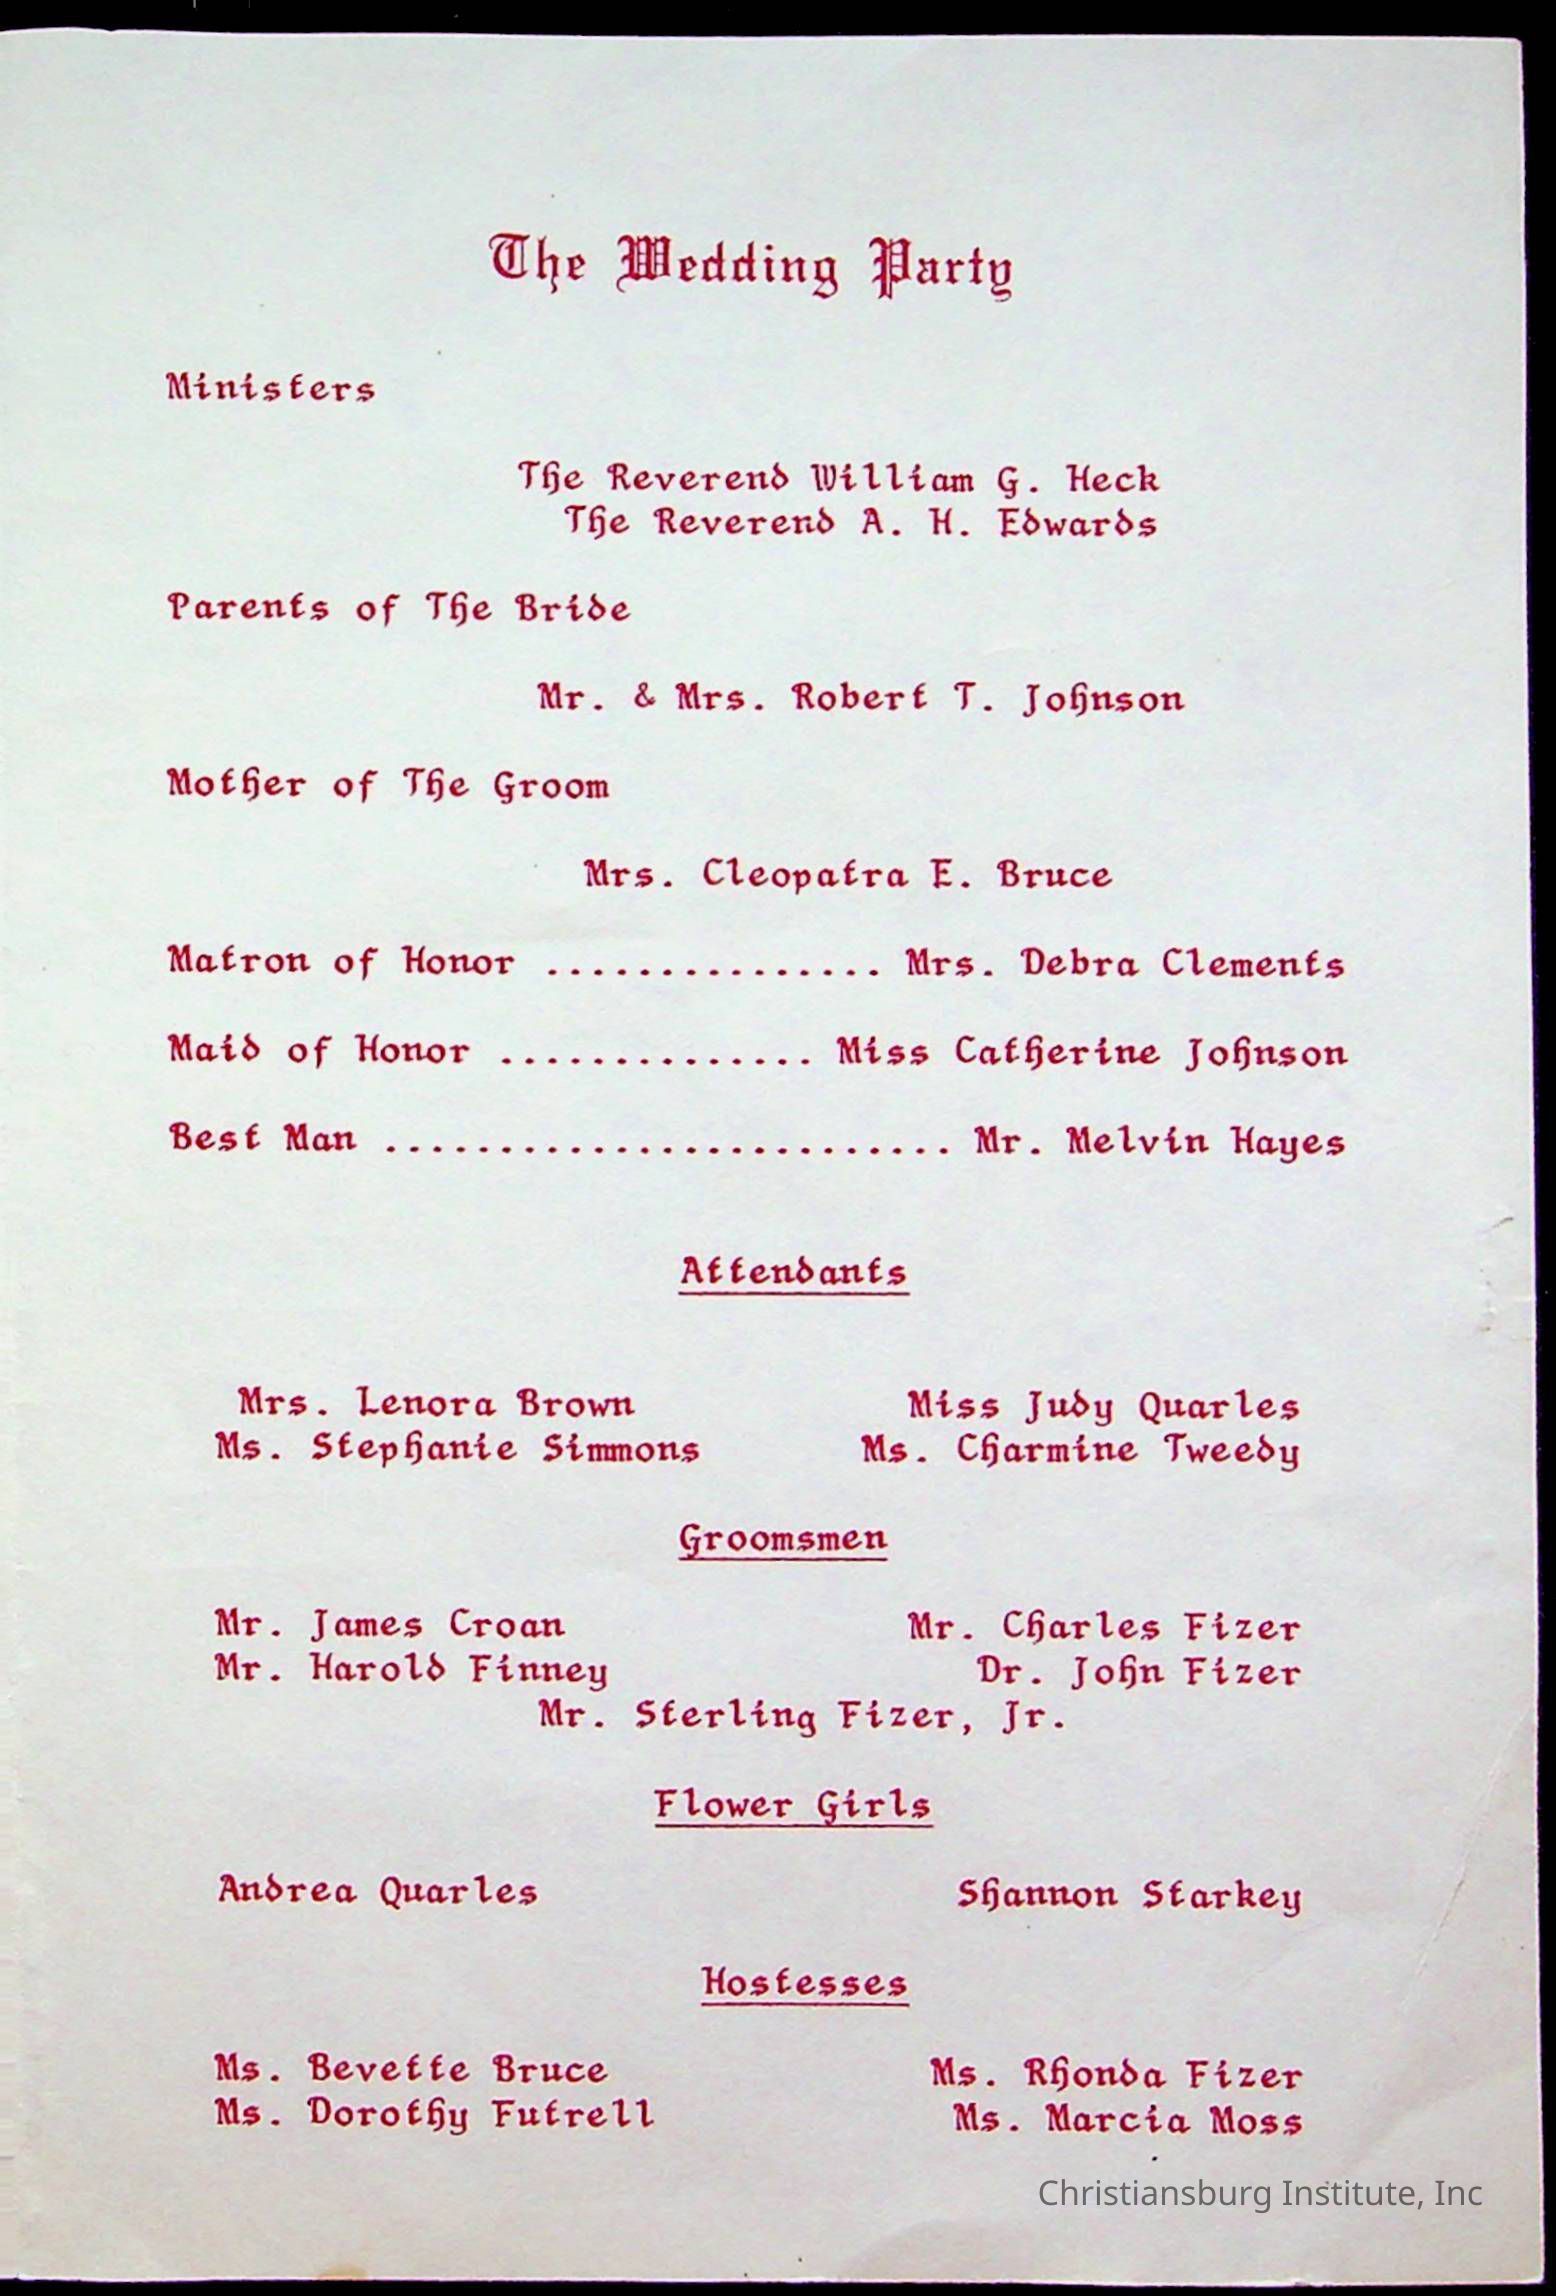 The Wedding Party
Ministers
The Reverend William G. Heck
The Reverend A. H. Edwards
Parents of The Bride
Mr. & Mrs. Robert T. Johnson
Mother of The Groom
Mrs. Cleopatra E. Bruce
Matron of Honor ............... Mrs. Debra Clements
Maid of Honor .............. Miss Catherine Johnson
Best Man ......................... Mr. Melvin Hayes
Attendants
Mrs. Lenora Brown Miss Judy Quarles
Ms. Stephanie Simmons Ms. Charmine Tweedy
Groomsmen
Mr. James Croan Mr. Charles Fizer
Mr. Harold Finney Dr. John Fizer
Mr. Sterling Fizer, Jr.
Flower Girls
Andrea Quarles Shannon Starkey
Hostesses
Ms. Bevette Bruce Ms. Rhonda Fizer
Ms. Dorothy Futrell Ms. Marcia Moss
Christiansburg Institute, Inc